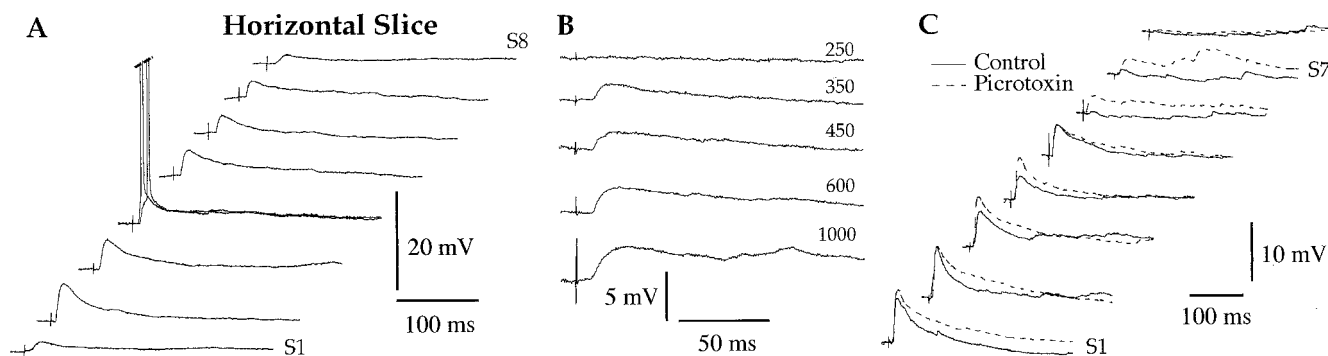 A
Horizontal Slice
S8
20 mV
100 ms
S1
B
250
350
450
600
1000
5 mV
50 ms
C
Control
Picrotoxin
S7
10 mV
100 ms
S1